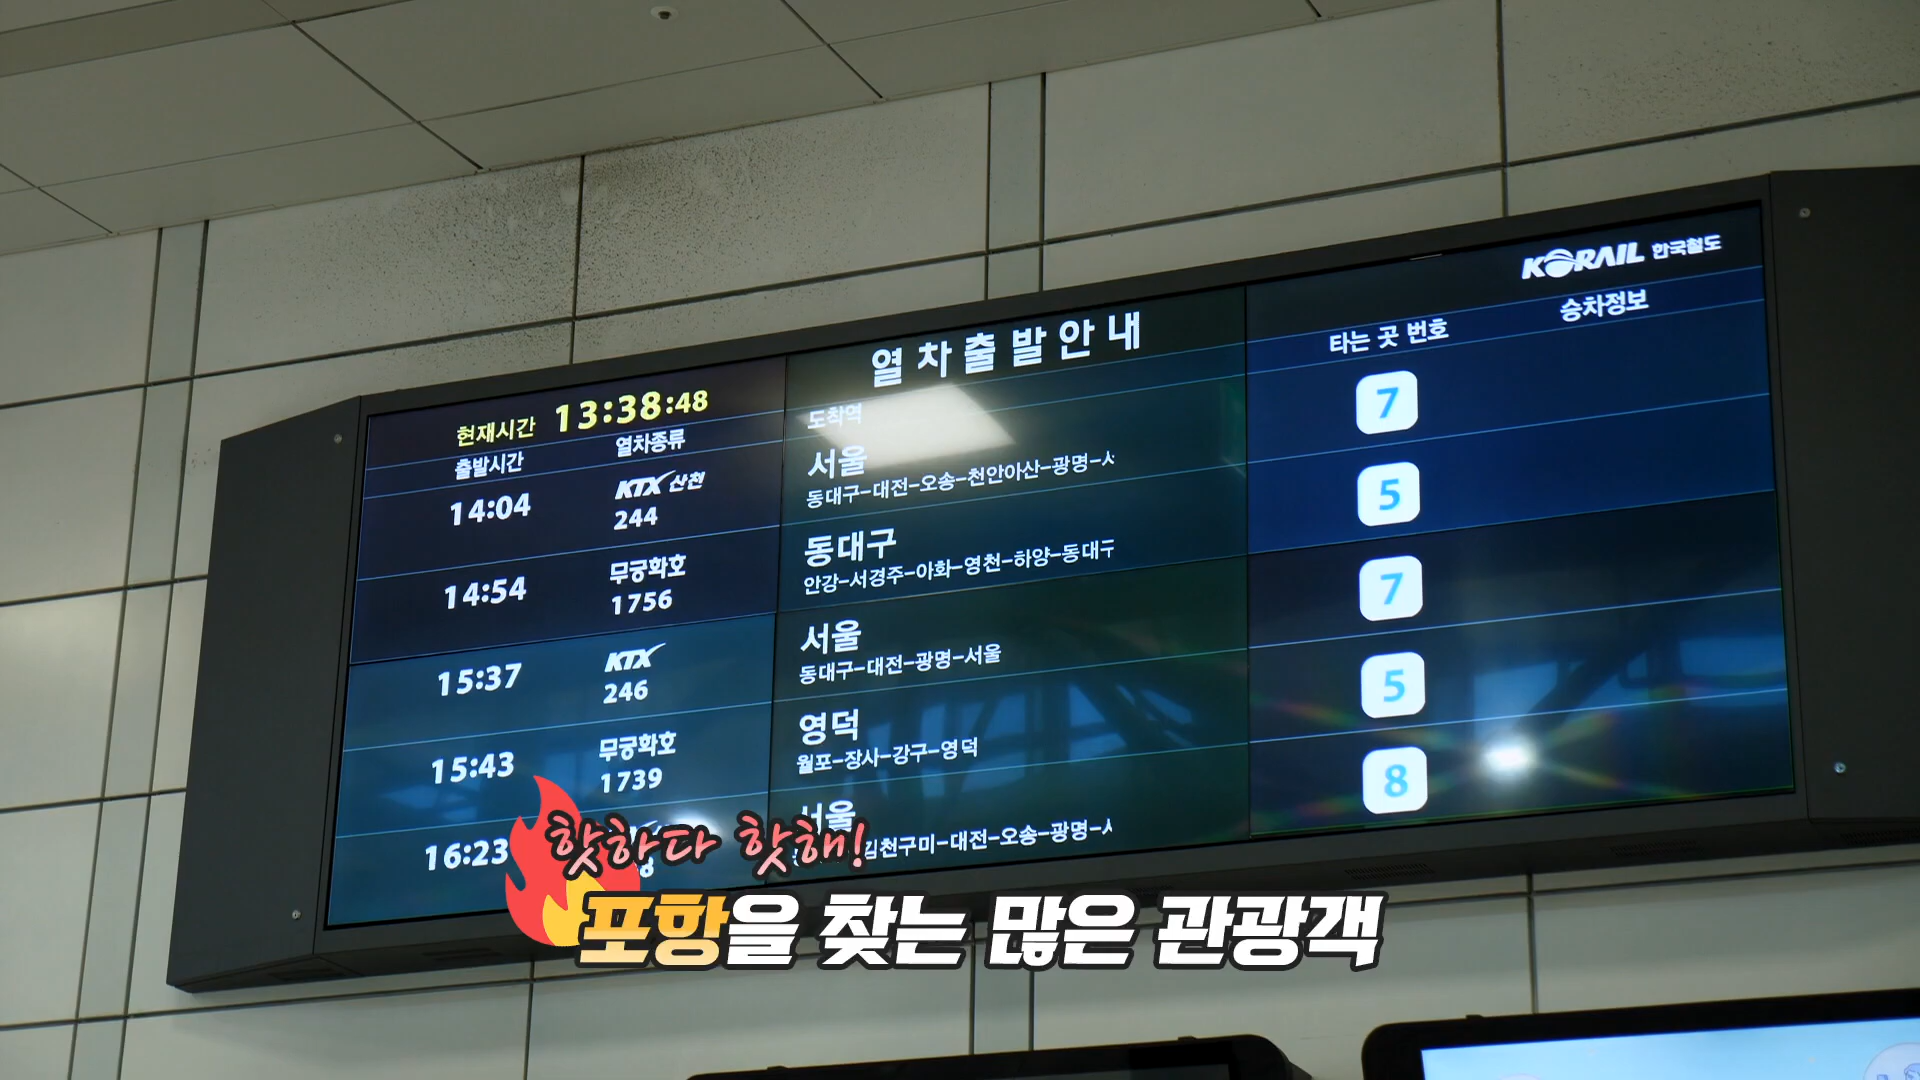 KORAIL 한국철도
열차출발안내
현재시간 13:38:48
출발시간 열차종류 도착역 타는 곳 번호 승차정보
14:04 KTX 산천 244 서울 7
동대구-대전-오송-천안아산-광명-
14:54 무궁화호 1756 동대구 5
안강-서경주-아화-영천-하양-동대구
15:37 KTX 246 서울 7
동대구-대전-광명-서울
15:43 무궁화호 1739 영덕 5
월포-장사-강구-영덕
16:23 서울 8
김천구미-대전-오송-광명-
핫하다 핫해!
포항을 찾는 많은 관광객